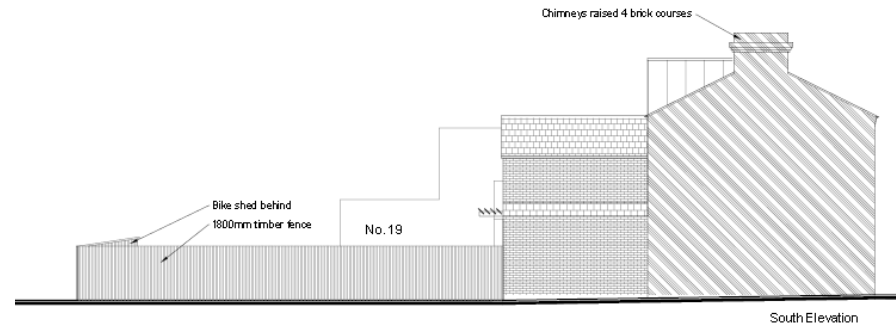 Chimneys raised 4 brick courses
Bike shed behind
1800mm timber fence
No.19
South Elevation